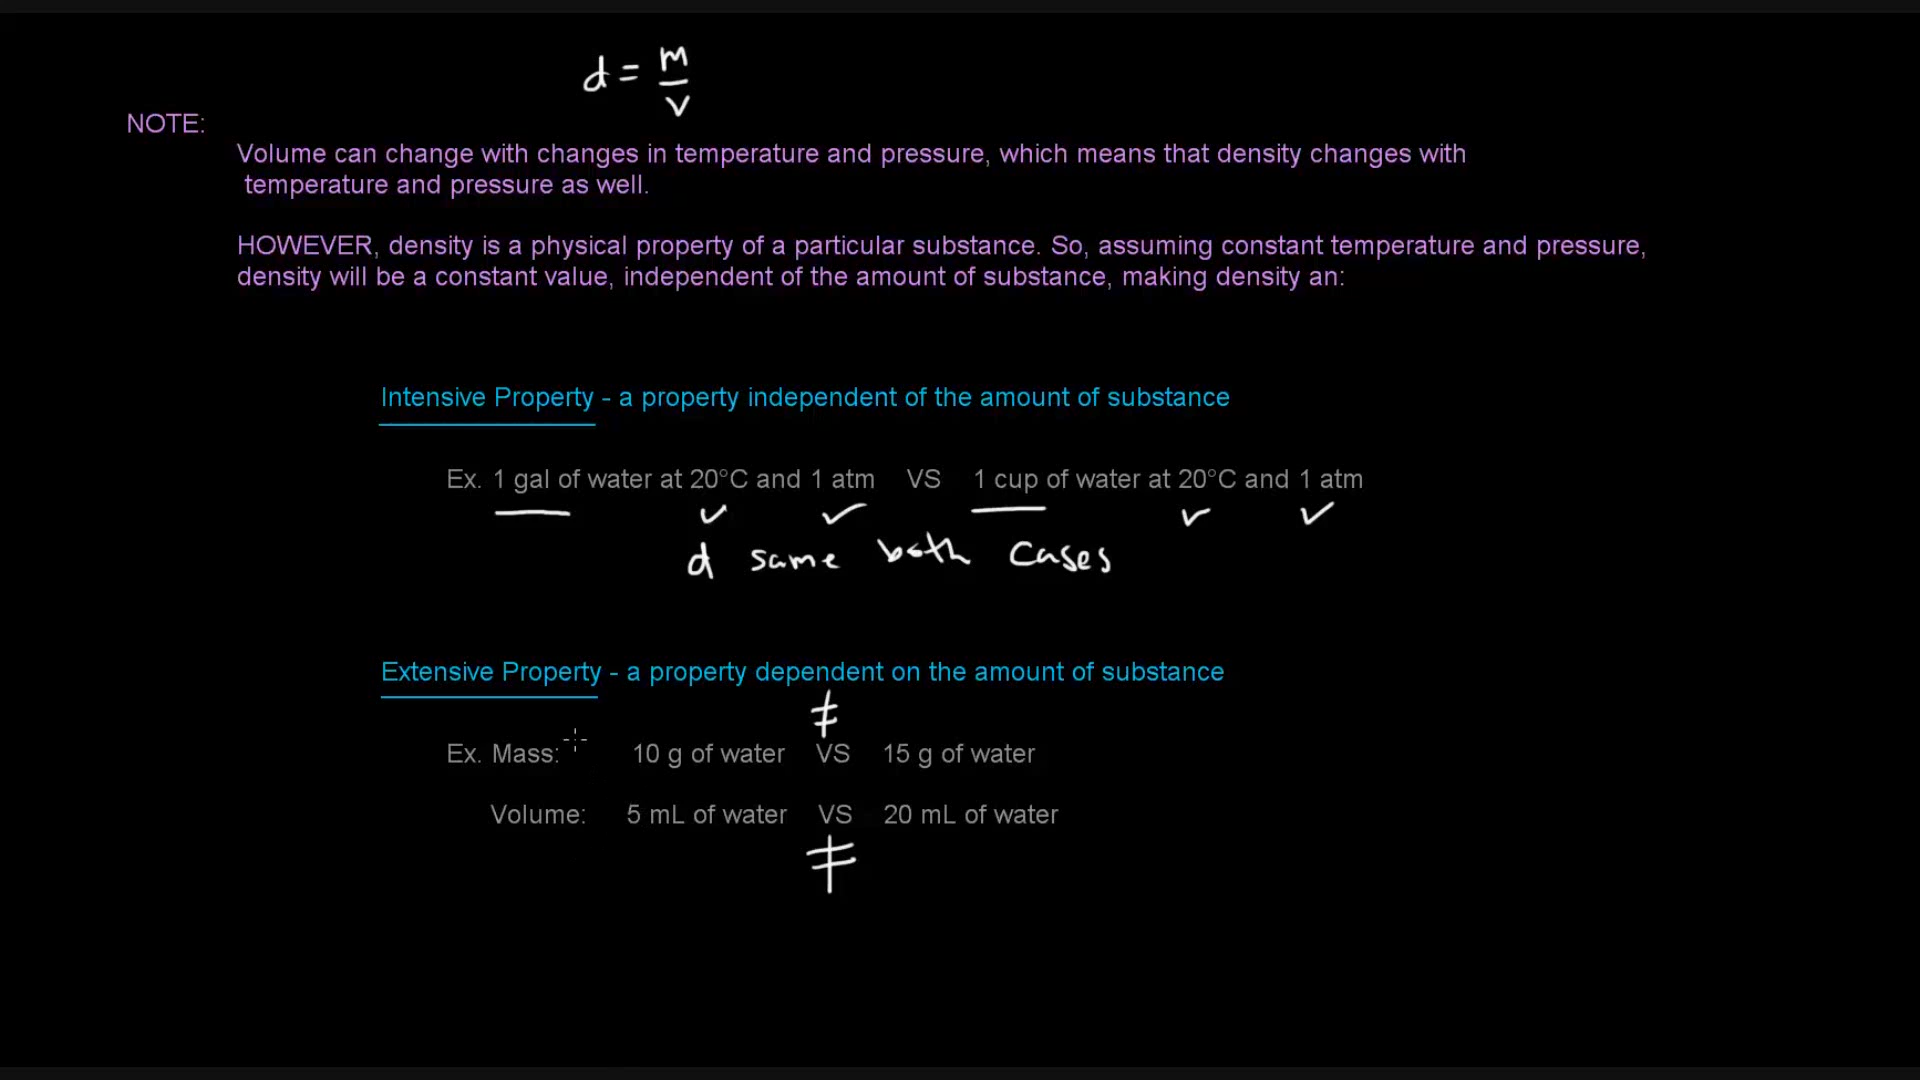 d = m/v
NOTE:
Volume can change with changes in temperature and pressure, which means that density changes with
temperature and pressure as well.
HOWEVER, density is a physical property of a particular substance. So, assuming constant temperature and pressure,
density will be a constant value, independent of the amount of substance, making density an:
Intensive Property - a property independent of the amount of substance
Ex. 1 gal of water at 20°C and 1 atm VS 1 cup of water at 20°C and 1 atm
✓ ✓ ✓ ✓
d same both cases
Extensive Property - a property dependent on the amount of substance
≠
Ex. Mass: 10 g of water VS 15 g of water
Volume: 5 mL of water VS 20 mL of water
≠